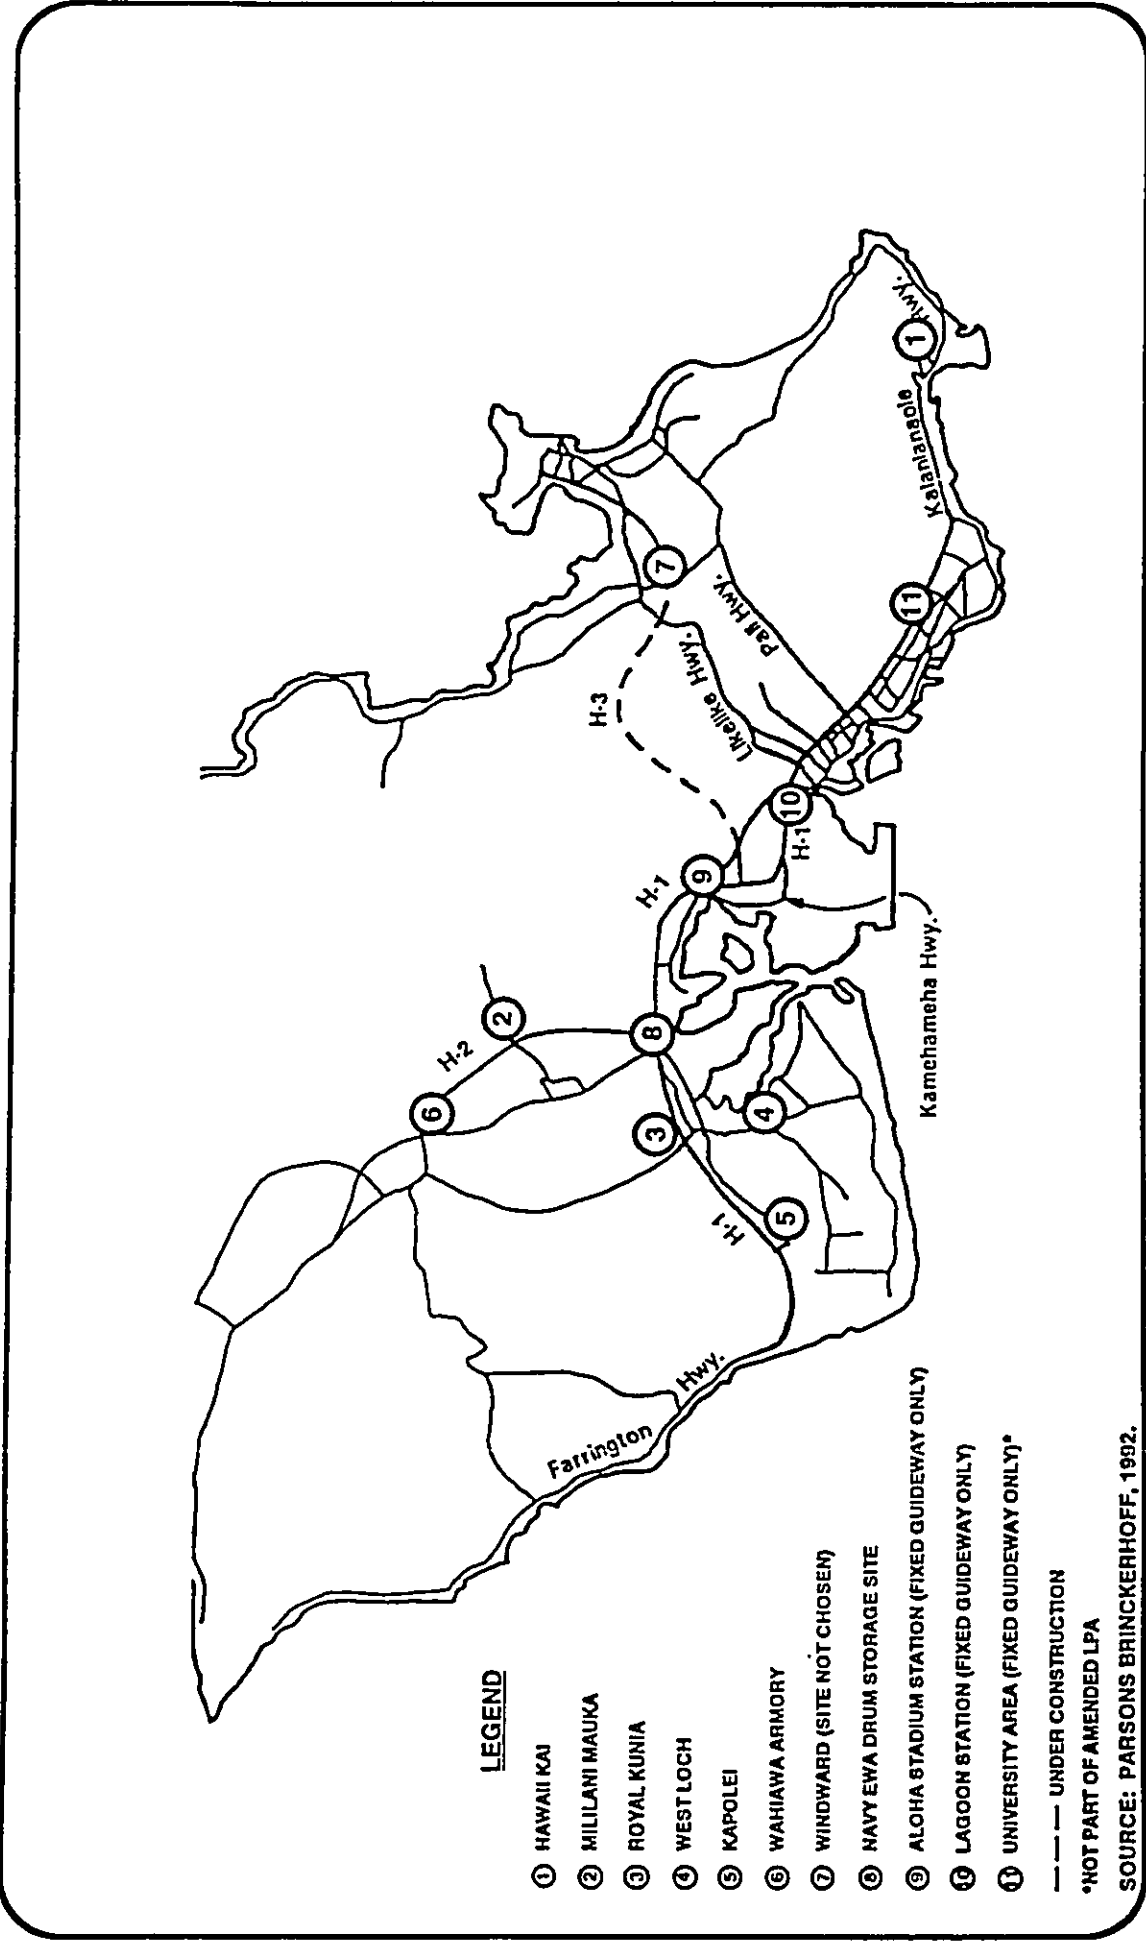 Farrington
Hwy.
H-1
H-2
H-1
H-3
Likelike Hwy.
Pali Hwy.
H-1
Kamehameha Hwy.
Kalanianaole
Hwy.
6
2
3
8
4
5
9
10
7
11
1
LEGEND
1 HAWAII KAI
2 MILILANI MAUKA
3 ROYAL KUNIA
4 WEST LOCH
5 KAPOLEI
6 WAHIAWA ARMORY
7 WINDWARD (SITE NOT CHOSEN)
8 NAVY EWA DRUM STORAGE SITE
9 ALOHA STADIUM STATION (FIXED GUIDEWAY ONLY)
10 LAGOON STATION (FIXED GUIDEWAY ONLY)
11 UNIVERSITY AREA (FIXED GUIDEWAY ONLY)*
— — — UNDER CONSTRUCTION
*NOT PART OF AMENDED LPA
SOURCE: PARSONS BRINCKERHOFF, 1992.